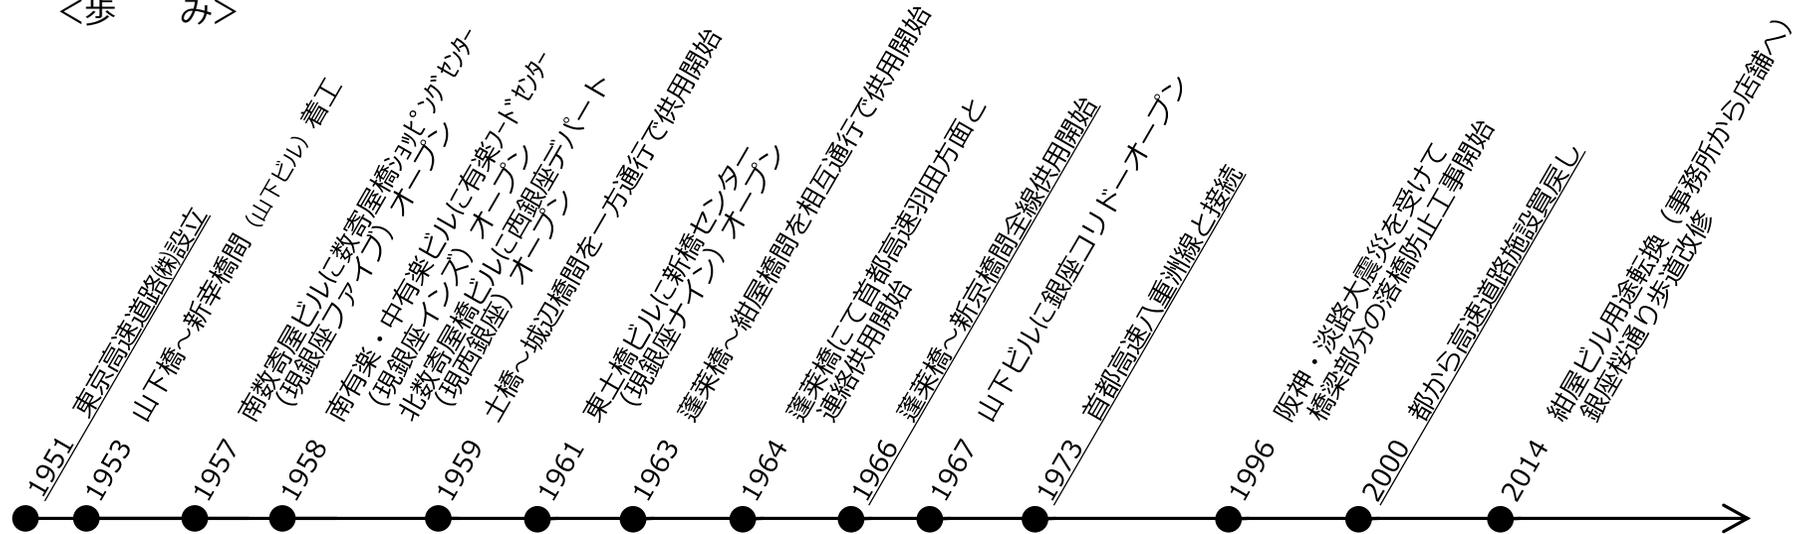 <歩　み>
1951 東京高速道路㈱設立
1953 山下橋～新幸橋間（山下ビル）着工
1957 南数寄屋ビルに数寄屋橋ｼｮｯﾋﾟﾝｸﾞｾﾝﾀｰ
（現銀座ファイブ）オープン
1958 南有楽・中有楽ビルに有楽ﾌｰﾄﾞｾﾝﾀｰ
（現銀座インズ）オープン
北数寄屋橋ビルに西銀座デパート
（現西銀座）オープン
1959 土橋～城辺橋間を一方通行で供用開始
1961 東土橋ビルに新橋センター
（現銀座ナイン）オープン
1963 蓬莱橋～紺屋橋間を相互通行で供用開始
1964 蓬莱橋にて首都高速羽田方面と
連絡供用開始
1966 蓬莱橋～新京橋間全線供用開始
1967 山下ビルに銀座コリドーオープン
1973 首都高速八重洲線と接続
1996 阪神・淡路大震災を受けて
橋梁部分の落橋防止工事開始
2000 都から高速道路施設買戻し
2014 紺屋ビル用途転換（事務所から店舗へ）
銀座桜通り歩道改修